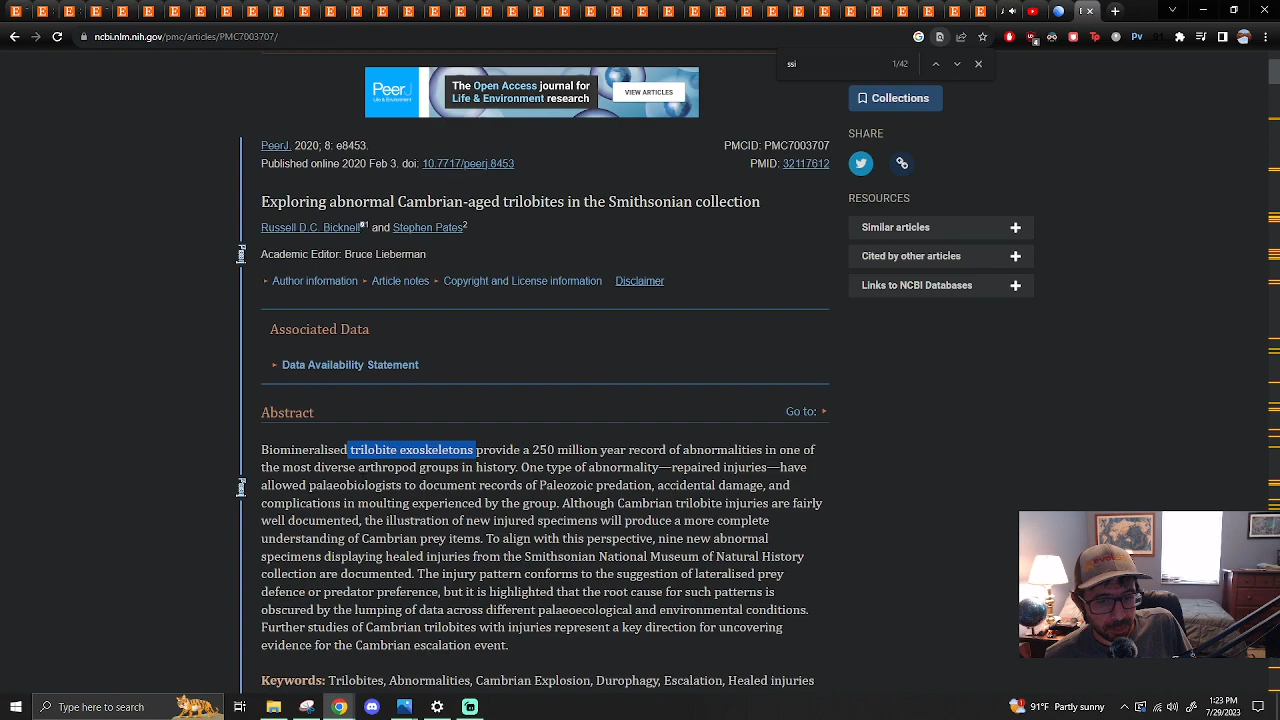 ncbi.nlm.nih.gov/pmc/articles/PMC7003707/
ssi
1/42
PeerJ
Life & Environment
The Open Access journal for
Life & Environment research
VIEW ARTICLES
Collections
SHARE
RESOURCES
Similar articles
Cited by other articles
Links to NCBI Databases
PeerJ. 2020; 8: e8453.
PMCID: PMC7003707
Published online 2020 Feb 3. doi: 10.7717/peerj.8453
PMID: 32117612
Exploring abnormal Cambrian-aged trilobites in the Smithsonian collection
Russell D.C. Bicknell1 and Stephen Pates2
Academic Editor: Bruce Lieberman
Author information
Article notes
Copyright and License information
Disclaimer
Associated Data
Data Availability Statement
Abstract
Go to:
Biomineralised trilobite exoskeletons provide a 250 million year record of abnormalities in one of
the most diverse arthropod groups in history. One type of abnormality—repaired injuries—have
allowed palaeobiologists to document records of Paleozoic predation, accidental damage, and
complications in moulting experienced by the group. Although Cambrian trilobite injuries are fairly
well documented, the illustration of new injured specimens will produce a more complete
understanding of Cambrian prey items. To align with this perspective, nine new abnormal
specimens displaying healed injuries from the Smithsonian National Museum of Natural History
collection are documented. The injury pattern conforms to the suggestion of lateralised prey
defence or predator preference, but it is highlighted that the root cause for such patterns is
obscured by the lumping of data across different palaeoecological and environmental conditions.
Further studies of Cambrian trilobites with injuries represent a key direction for uncovering
evidence for the Cambrian escalation event.
Keywords: Trilobites, Abnormalities, Cambrian Explosion, Durophagy, Escalation, Healed injuries
PeerJ
PeerJ
Type here to search
91°F Partly sunny
1:23 PM
7/29/2023